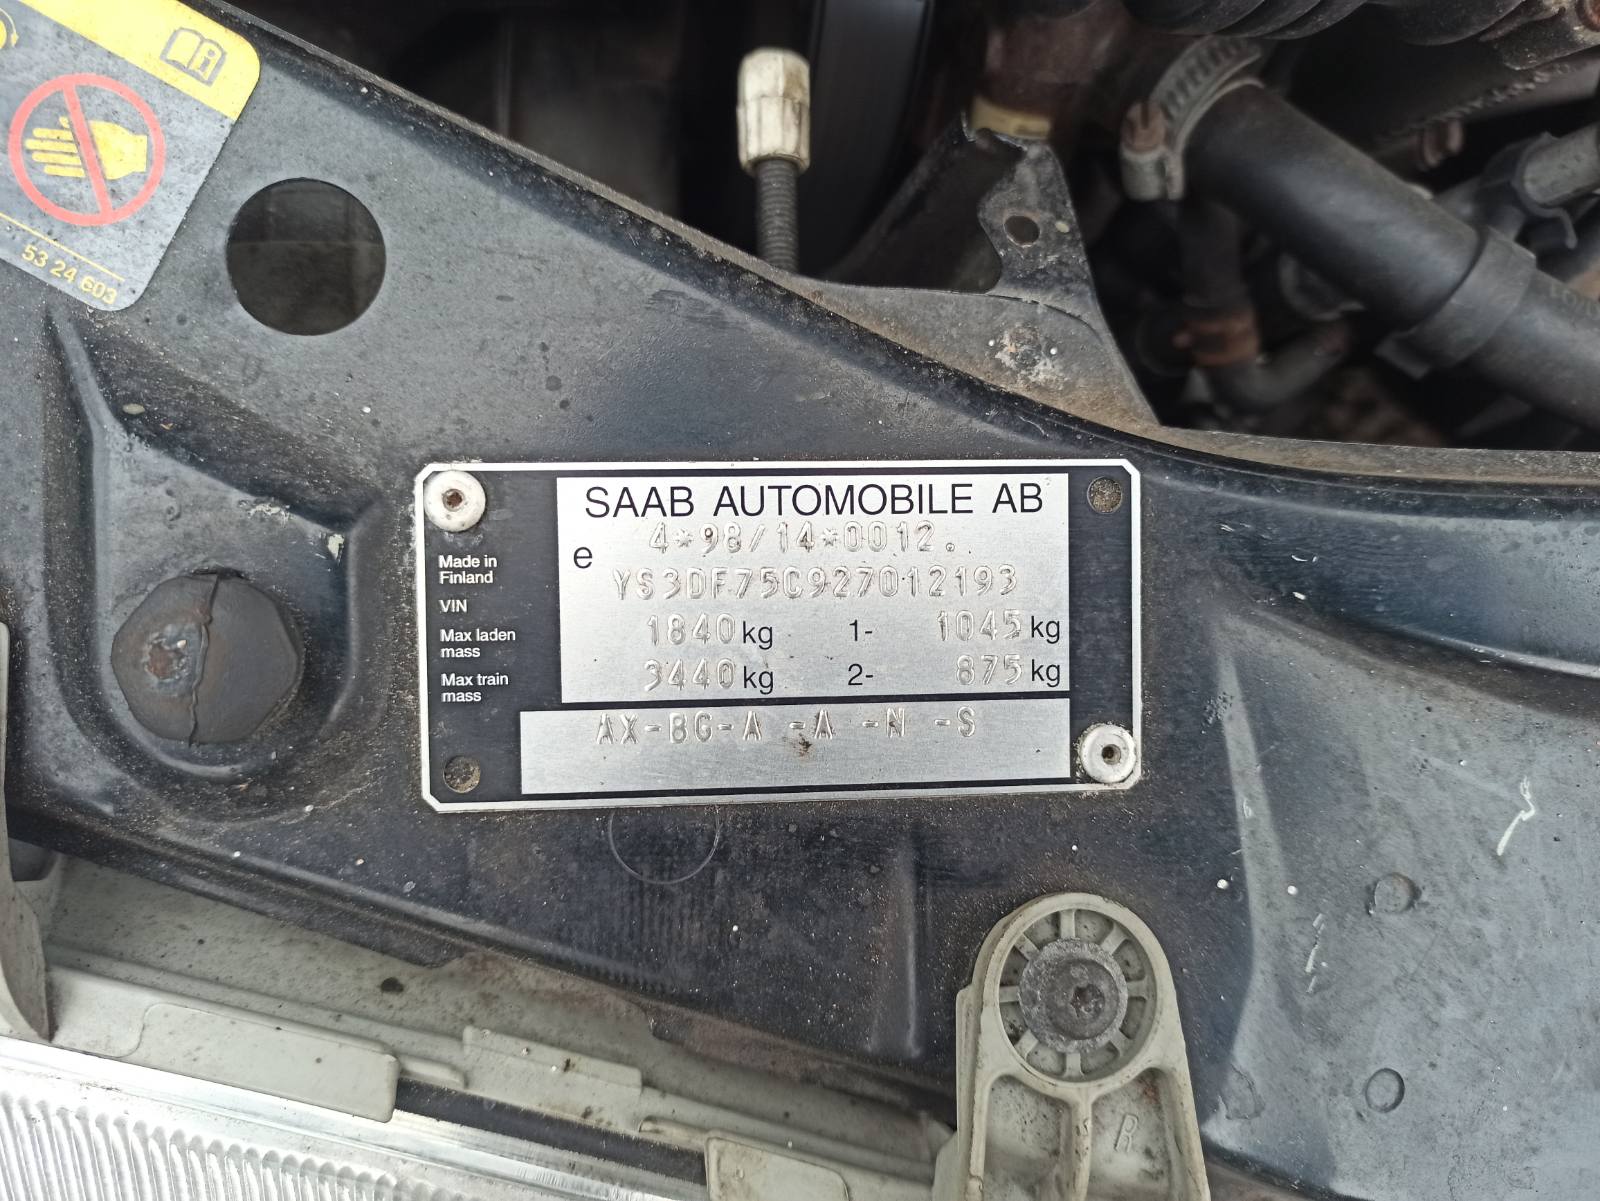 53 24 603
SAAB AUTOMOBILE AB
e 4*98/14*0012.
Made in
Finland
VIN YS3DF75C927012193
Max laden
mass 1840 kg 1- 1045 kg
Max train
mass 3440 kg 2- 875 kg
AX-BG-A -A -N -S
R